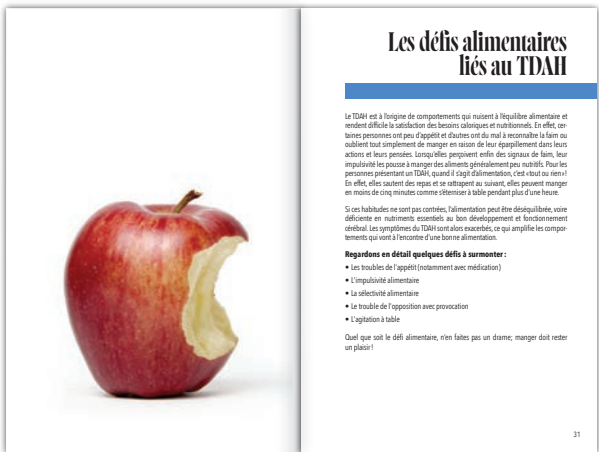 Les défis alimentaires
liés au TDAH
Le TDAH est à l'origine de comportements qui nuisent à l'équilibre alimentaire et
rendent difficile la satisfaction des besoins caloriques et nutritionnels. En effet, cer-
taines personnes ont peu d'appétit et d'autres ont du mal à reconnaître la faim ou
oublient tout simplement de manger en raison de leur éparpillement dans leurs
actions et leurs pensées. Lorsqu'elles perçoivent enfin des signaux de faim, leur
impulsivité les pousse à manger des aliments généralement peu nutritifs. Pour les
personnes présentant un TDAH, quand il s'agit d'alimentation, c'est «tout ou rien»!
En effet, elles sautent des repas et se rattrapent au suivant, elles peuvent manger
en moins de cinq minutes comme s'éterniser à table pendant plus d'une heure.
Si ces habitudes ne sont pas contrées, l'alimentation peut être déséquilibrée, voire
déficiente en nutriments essentiels au bon développement et fonctionnement
cérébral. Les symptômes du TDAH sont alors exacerbés, ce qui amplifie les compor-
tements qui vont à l'encontre d'une bonne alimentation.
Regardons en détail quelques défis à surmonter :
• Les troubles de l'appétit (notamment avec médication)
• L'impulsivité alimentaire
• La sélectivité alimentaire
• Le trouble de l'opposition avec provocation
• L'agitation à table
Quel que soit le défi alimentaire, n'en faites pas un drame; manger doit rester
un plaisir!
31